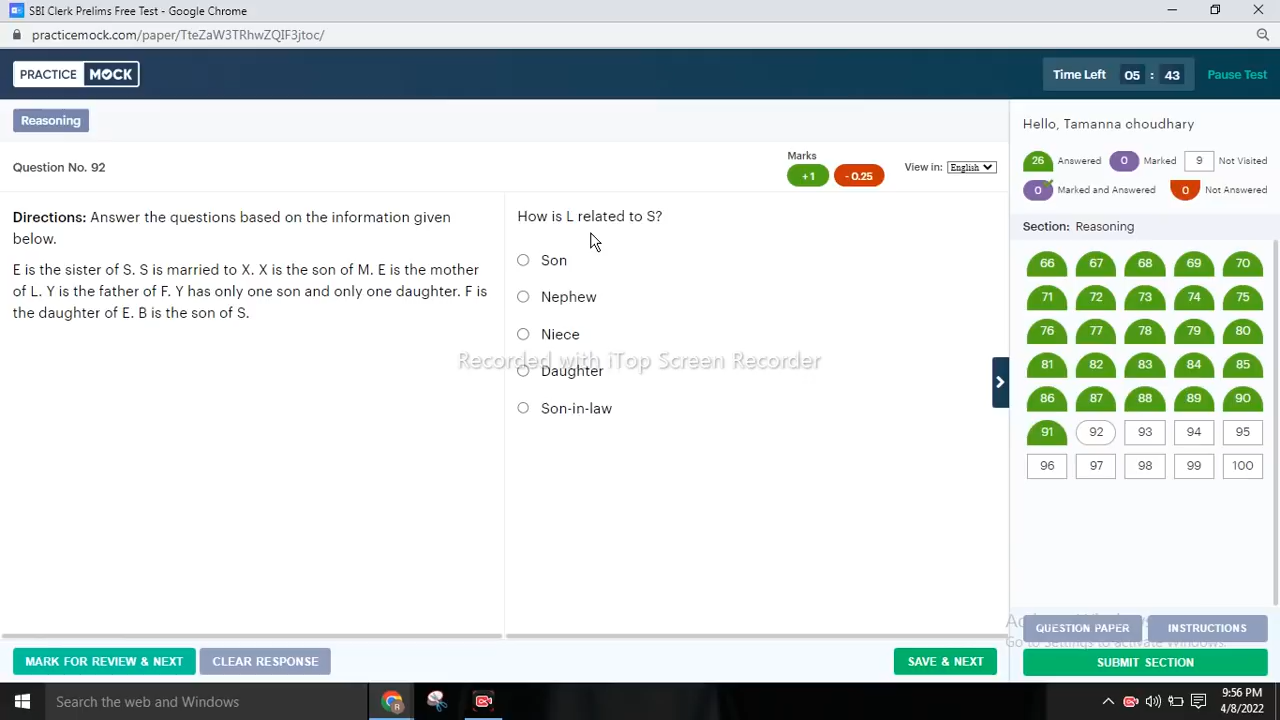 SBI Clerk Prelims Free Test - Google Chrome
practicemock.com/paper/TteZaW3TRhwZQIF3jtoc/
PRACTICE MOCK
Time Left 05 : 43 Pause Test
Reasoning
Hello, Tamanna choudhary
Question No. 92
Marks
+1 - 0.25
View in: English
26 Answered 0 Marked 9 Not Visited
0 Marked and Answered 0 Not Answered
Section: Reasoning
Directions: Answer the questions based on the information given
below.
E is the sister of S. S is married to X. X is the son of M. E is the mother
of L. Y is the father of F. Y has only one son and only one daughter. F is
the daughter of E. B is the son of S.
How is L related to S?
Son
Nephew
Niece
Daughter
Son-in-law
Recorded with iTop Screen Recorder
66 67 68 69 70
71 72 73 74 75
76 77 78 79 80
81 82 83 84 85
86 87 88 89 90
91 92 93 94 95
96 97 98 99 100
QUESTION PAPER INSTRUCTIONS
Go to Settings to activate Windows.
MARK FOR REVIEW & NEXT CLEAR RESPONSE SAVE & NEXT SUBMIT SECTION
Search the web and Windows
9:56 PM
4/8/2022